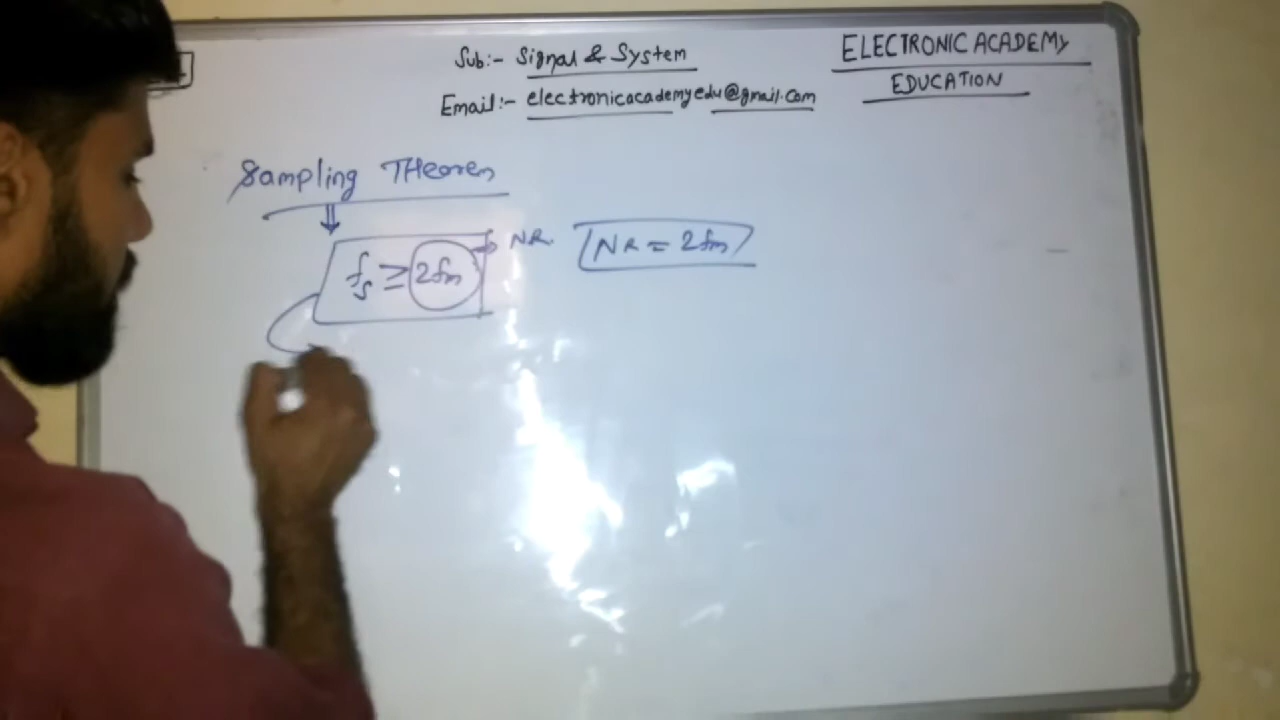 Sub:- Signal & System
ELECTRONIC ACADEMY
EDUCATION
Email:- electronicacademyedu@gmail.com
Sampling THeorem
fs ≥ 2fm
NR.
NR = 2fm